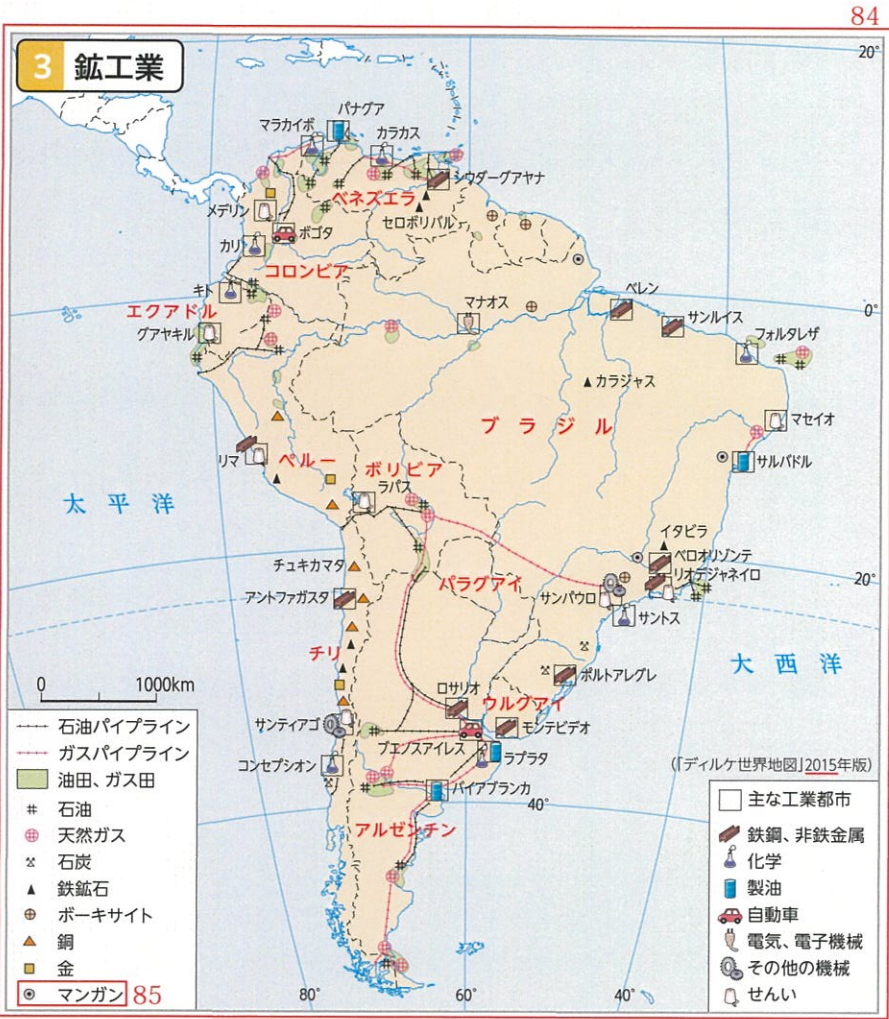 84
3 鉱工業
20°
パナグア
マラカイボ
カラカス
シウダーグアヤナ
ベネズエラ
セロボリバル
メデリン
ボゴタ
カリ
コロンビア
キト
エクアドル
グアヤキル
マナオス
ベレン
0°
サンルイス
フォルタレザ
カラジャス
ブラジル
マセイオ
サルバドル
リマ
ペルー
ボリビア
ラパス
太平洋
イタビラ
ベロオリゾンテ
リオデジャネイロ
チュキカマタ
パラグアイ
サンパウロ
サントス
20°
アントファガスタ
チリ
大西洋
ポルトアレグレ
0 1000km
ロサリオ
ウルグアイ
モンテビデオ
サンティアゴ
ブエノスアイレス
ラプラタ
コンセプシオン
バイアブランカ
(「ディルケ世界地図」2015年版)
40°
アルゼンチン
石油パイプライン
ガスパイプライン
油田、ガス田
石油
天然ガス
石炭
鉄鉱石
ボーキサイト
銅
金
マンガン 85
主な工業都市
鉄鋼、非鉄金属
化学
製油
自動車
電気、電子機械
その他の機械
せんい
80°
60°
40°